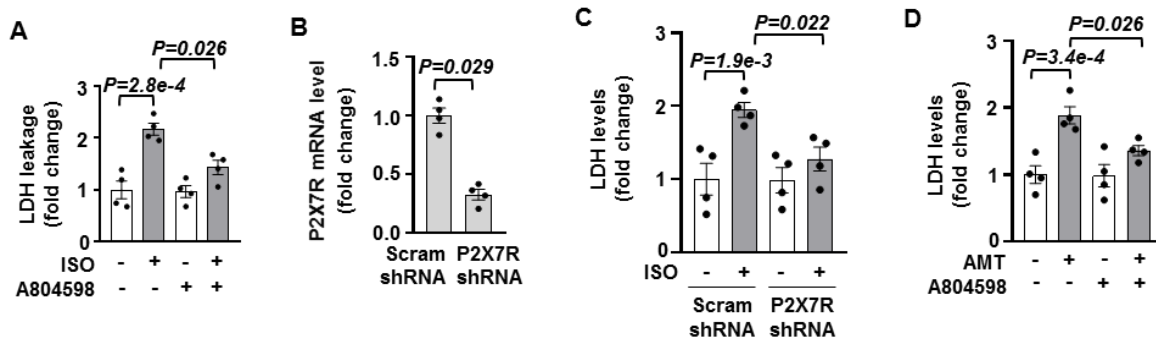 A
LDH leakage
(fold change)
3
2
1
0
P=2.8e-4
P=0.026
ISO - + - +
A804598 - - + +
B
P2X7R mRNA level
(fold change)
1.5
1.0
0.5
0.0
P=0.029
Scram P2X7R
shRNA shRNA
C
LDH levels
(fold change)
3
2
1
0
P=1.9e-3
P=0.022
ISO - + - +
Scram P2X7R
shRNA shRNA
D
LDH levels
(fold change)
3
2
1
0
P=3.4e-4
P=0.026
AMT - + - +
A804598 - - + +